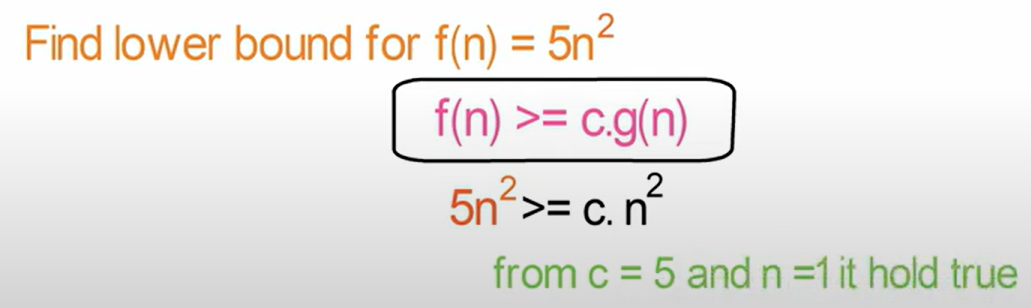 Find lower bound for f(n) = 5n²
f(n) >= c.g(n)
5n²>= c. n²
from c = 5 and n =1 it hold true